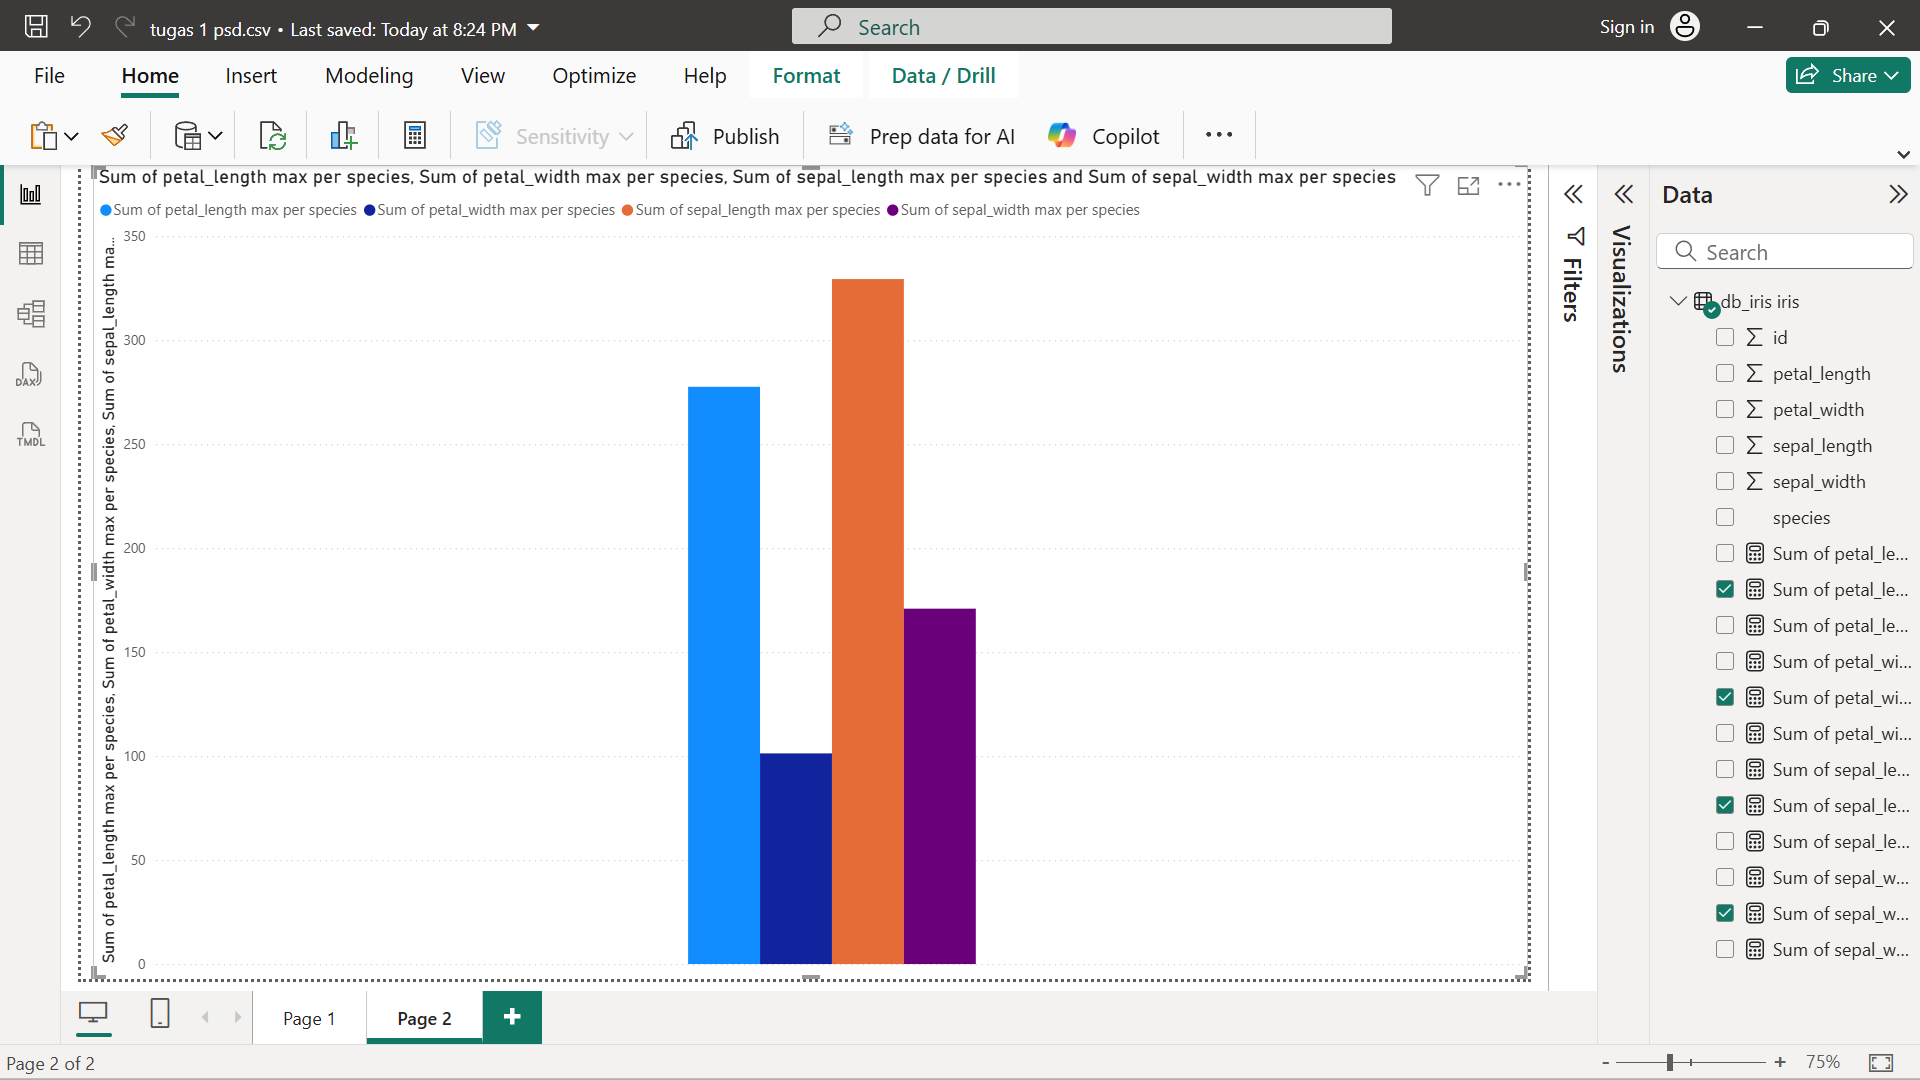 tugas 1 psd.csv • Last saved: Today at 8:24 PM
Search
Sign in
File
Home
Insert
Modeling
View
Optimize
Help
Format
Data / Drill
Share
Sensitivity
Publish
Prep data for AI
Copilot
DAX
TMDL
Sum of petal_length max per species, Sum of petal_width max per species, Sum of sepal_length max per species and Sum of sepal_width max per species
Sum of petal_length max per species
Sum of petal_width max per species
Sum of sepal_length max per species
Sum of sepal_width max per species
Sum of petal_length max per species, Sum of petal_width max per species, Sum of sepal_length ma...
350
300
250
200
150
100
50
0
Filters
Visualizations
Data
Search
db_iris iris
id
petal_length
petal_width
sepal_length
sepal_width
species
Sum of petal_le...
Sum of petal_le...
Sum of petal_le...
Sum of petal_wi...
Sum of petal_wi...
Sum of petal_wi...
Sum of sepal_le...
Sum of sepal_le...
Sum of sepal_le...
Sum of sepal_w...
Sum of sepal_w...
Sum of sepal_w...
Page 1
Page 2
Page 2 of 2
75%